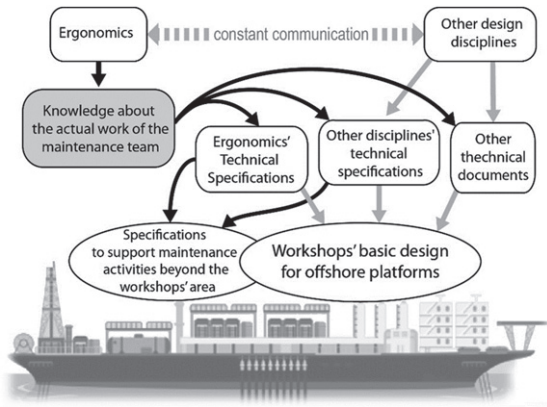 Ergonomics
constant communication
Other design
disciplines
Knowledge about
the actual work of the
maintenance team
Ergonomics'
Technical
Specifications
Other disciplines'
technical
specifications
Other
thechnical
documents
Specifications
to support maintenance
activities beyond the
workshops' area
Workshops' basic design
for offshore platforms